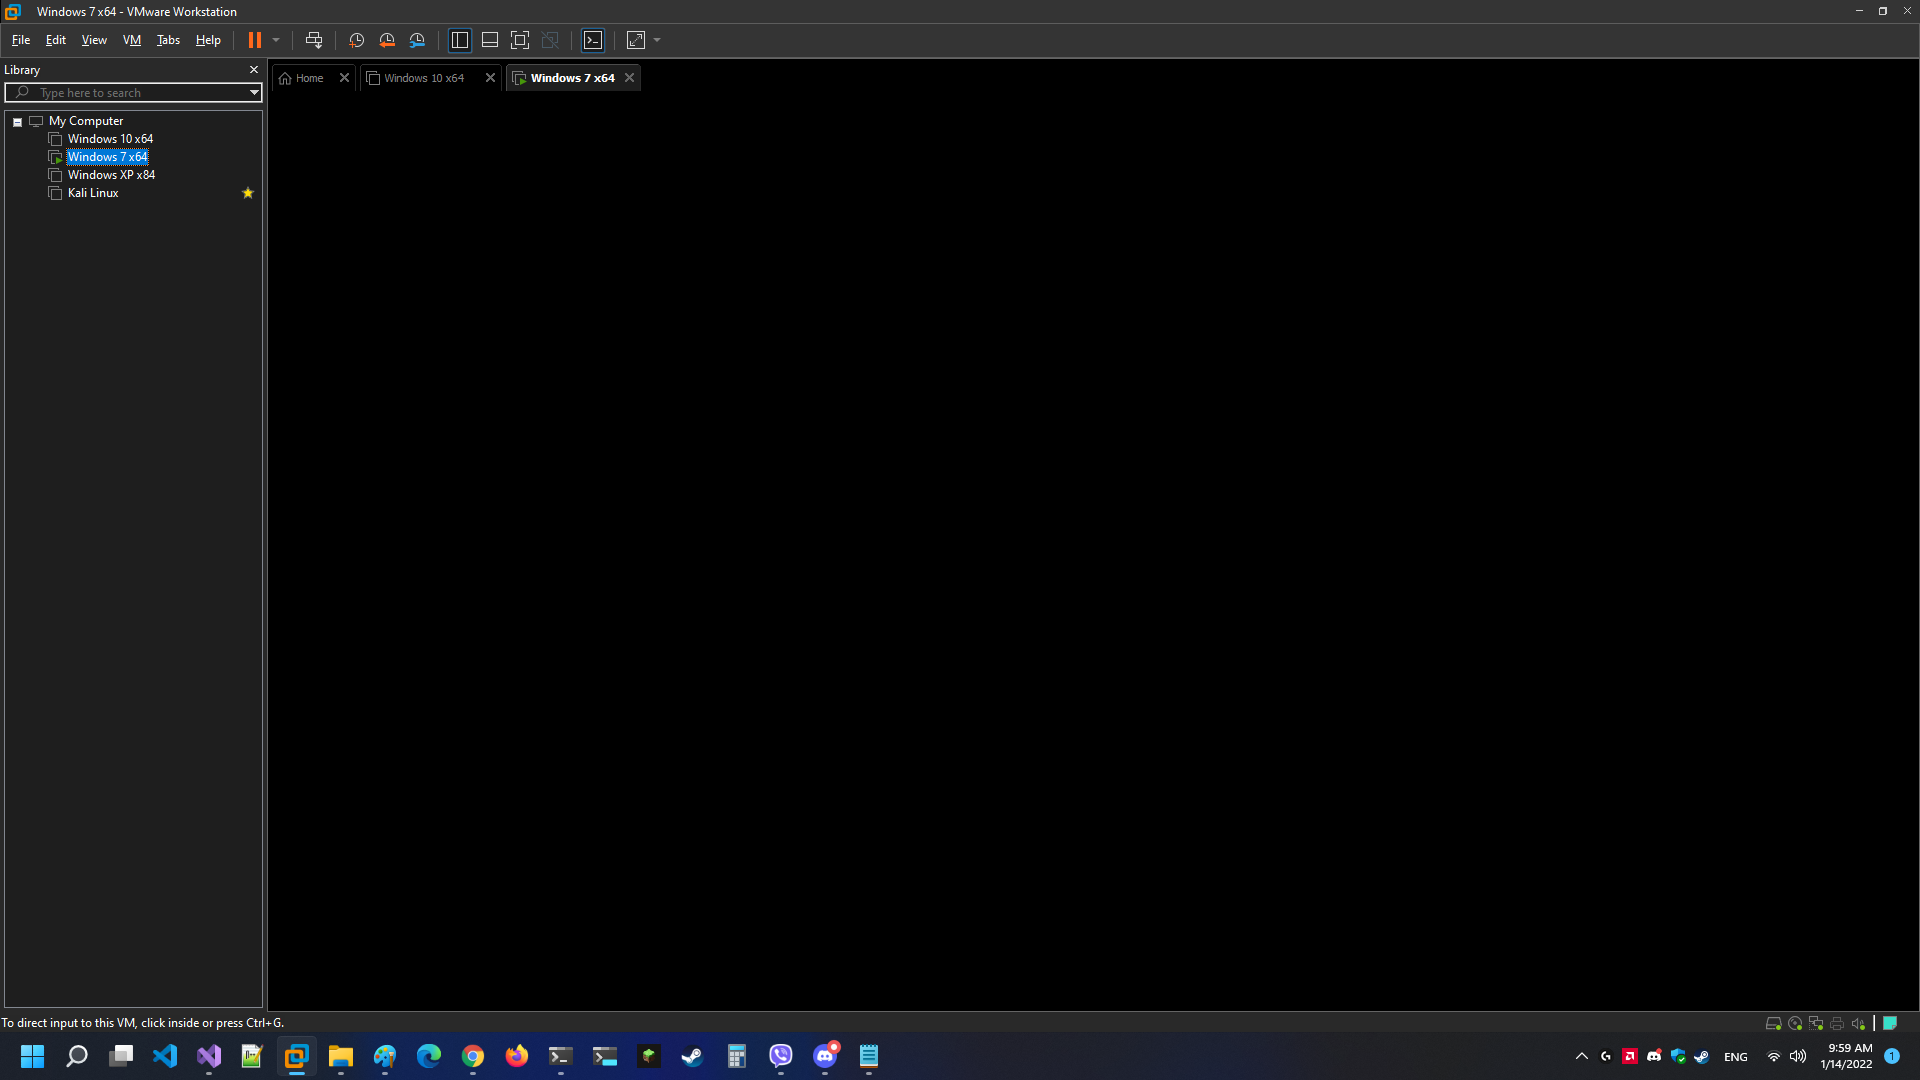 Windows 7 x64 - VMware Workstation
File Edit View VM Tabs Help
Library
Type here to search
Home Windows 10 x64 Windows 7 x64
My Computer
Windows 10 x64
Windows 7 x64
Windows XP x84
Kali Linux
To direct input to this VM, click inside or press Ctrl+G.
ENG
9:59 AM
1/14/2022
1